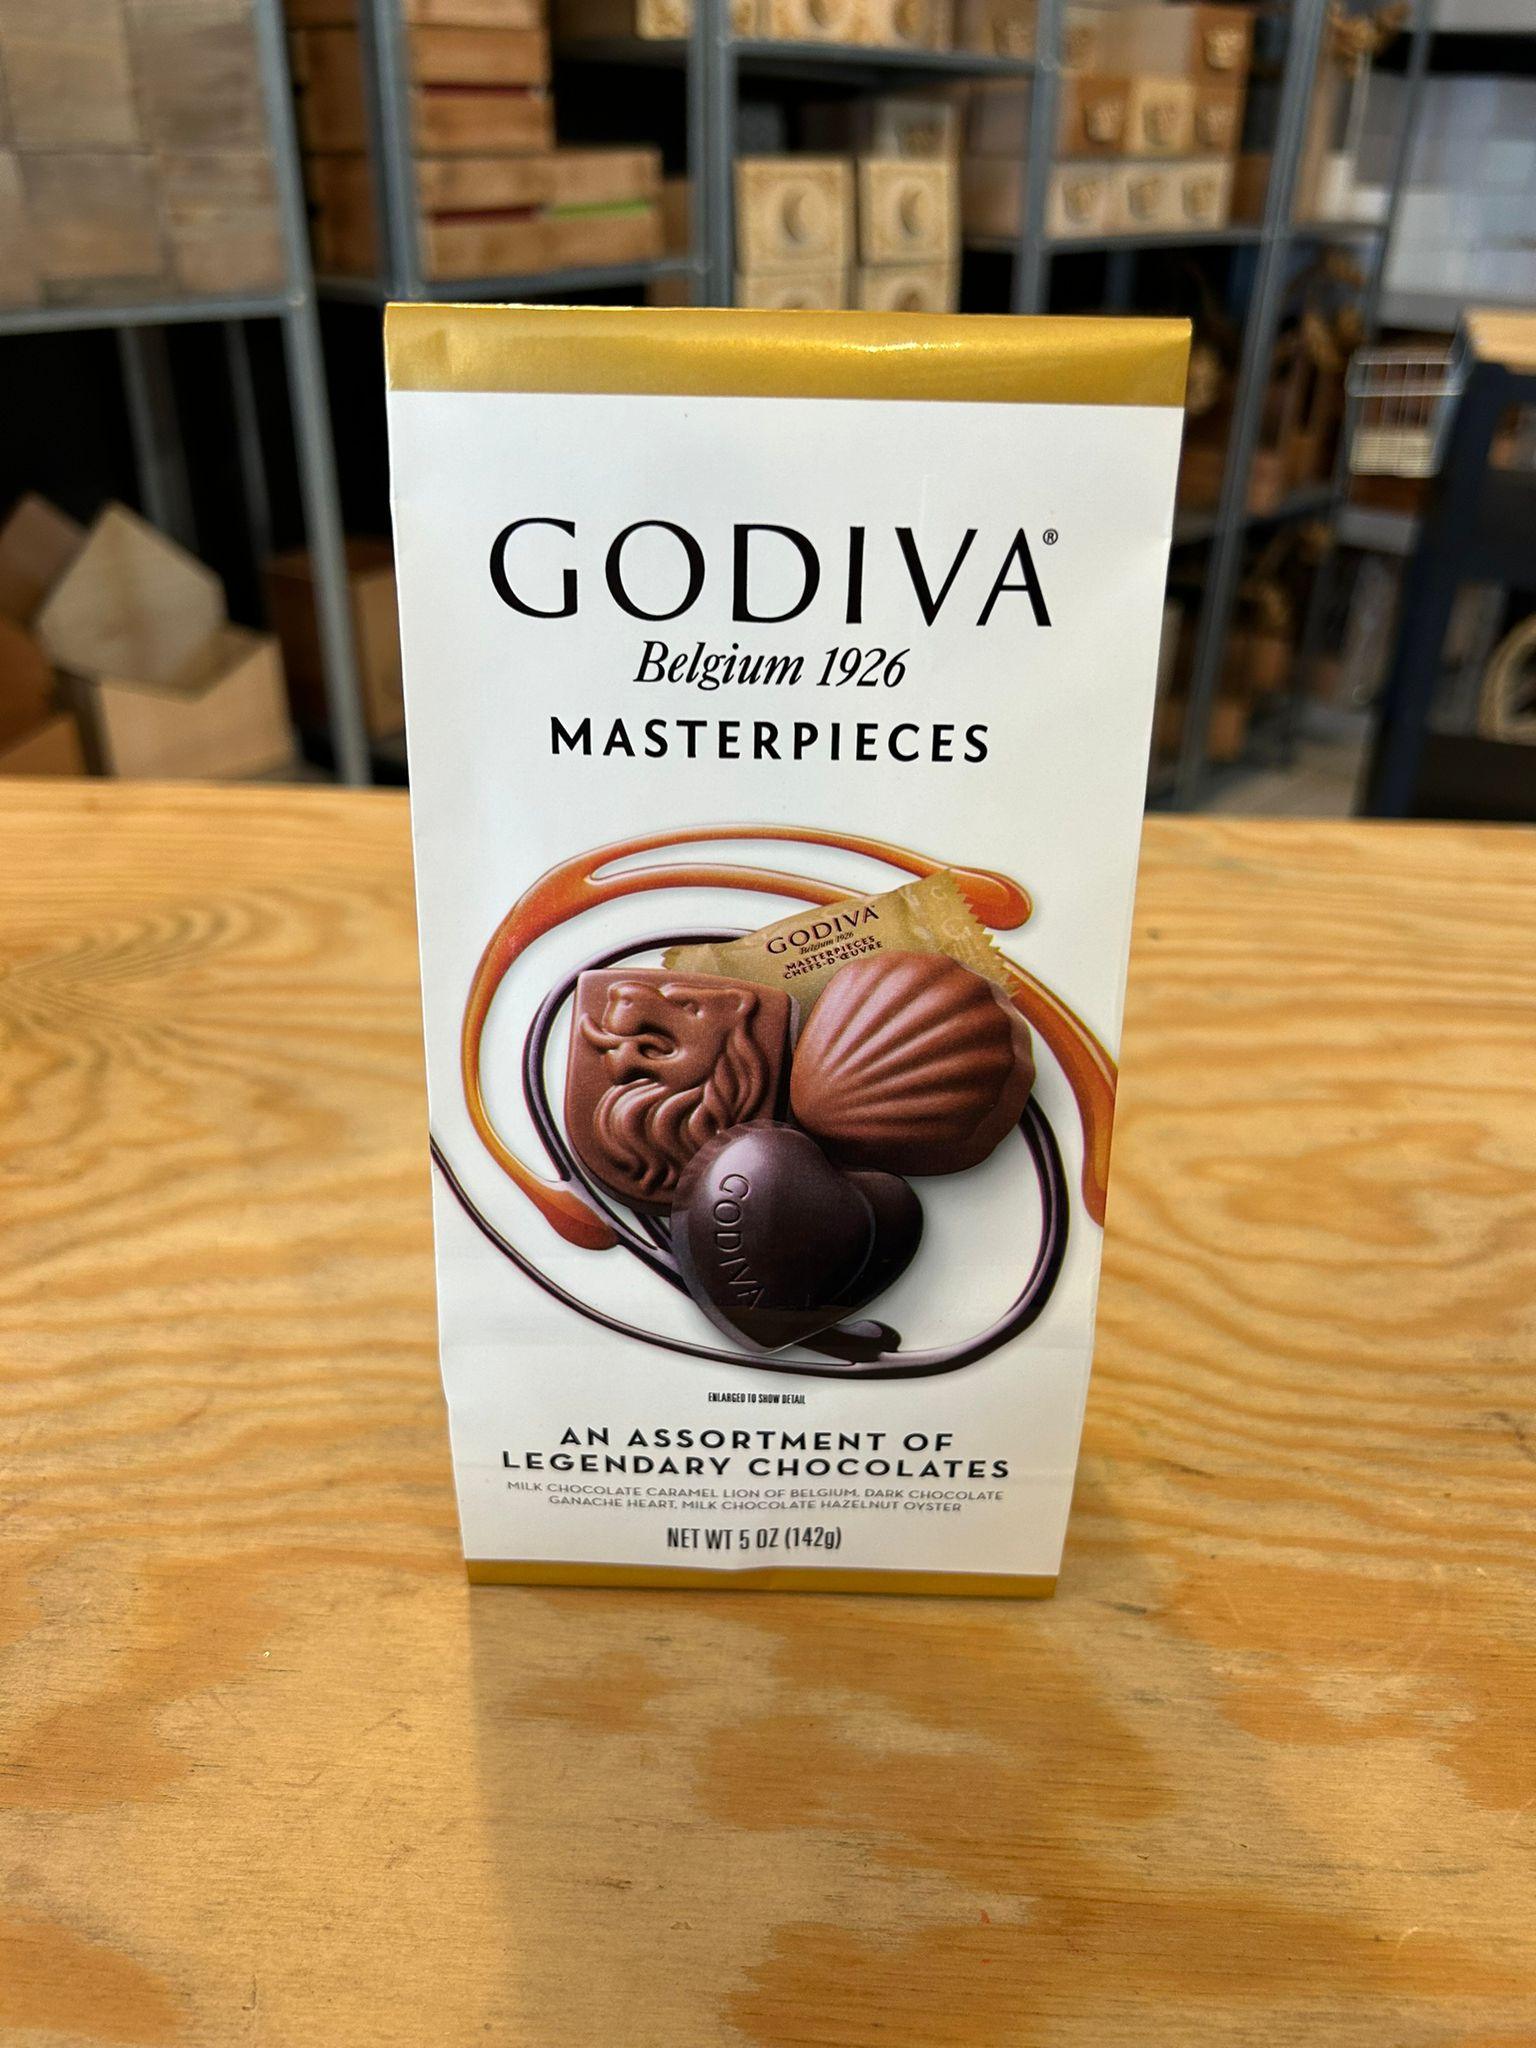 GODIVA®
Belgium 1926
MASTERPIECES
GODIVA
Belgium 1926
MASTERPIECES
CHEFS-D'ŒUVRE
GODIVA
ENLARGED TO SHOW DETAIL
AN ASSORTMENT OF
LEGENDARY CHOCOLATES
MILK CHOCOLATE CARAMEL LION OF BELGIUM, DARK CHOCOLATE
GANACHE HEART, MILK CHOCOLATE HAZELNUT OYSTER
NET WT 5 OZ (142g)